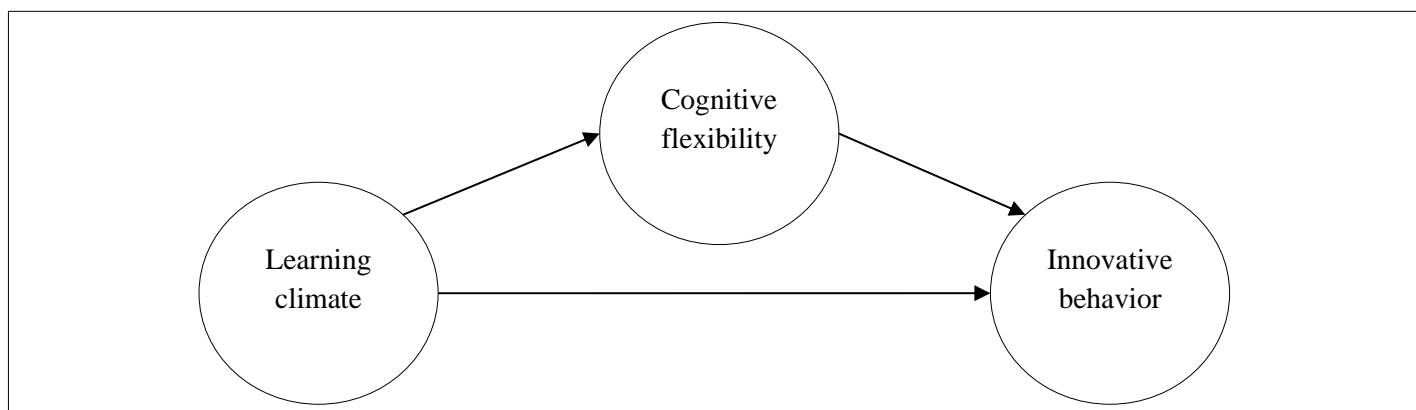 Cognitive
flexibility
Learning
climate
Innovative
behavior